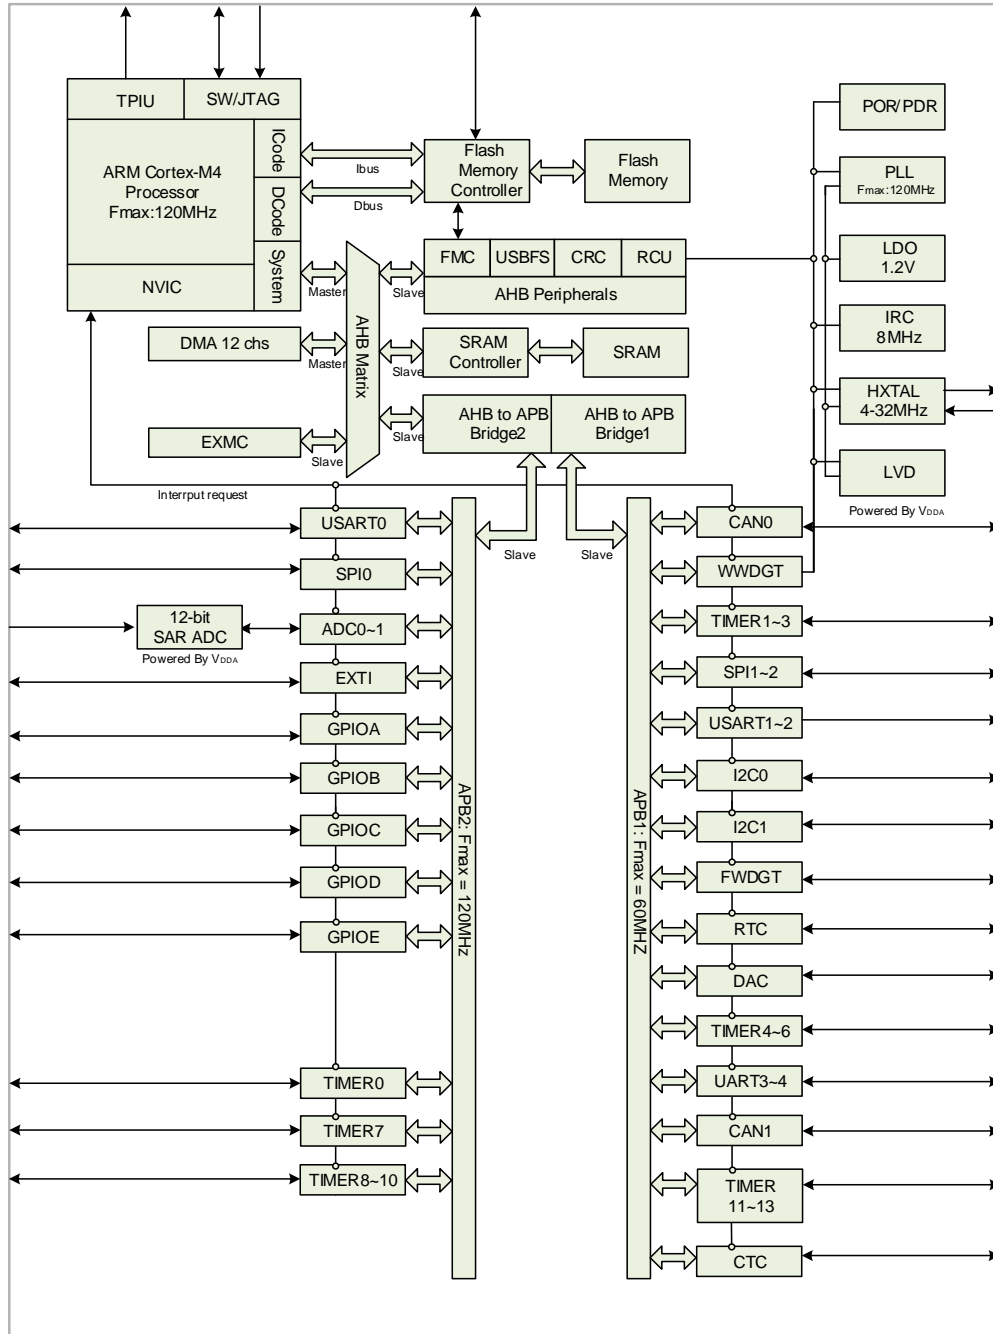 TPIU
SW/JTAG
POR/PDR
ARM Cortex-M4
Processor
Fmax:120MHz
ICode
DCode
System
NVIC
Ibus
Dbus
Flash
Memory
Controller
Flash
Memory
PLL
Fmax:120MHz
LDO
1.2V
FMC
USBFS
CRC
RCU
AHB Peripherals
Master
Slave
AHB Matrix
IRC
8MHz
DMA 12 chs
Master
Slave
SRAM
Controller
SRAM
HXTAL
4-32MHz
EXMC
Slave
Slave
AHB to APB
Bridge2
AHB to APB
Bridge1
LVD
Powered By VDDA
Interrput request
Slave
Slave
USART0
SPI0
12-bit
SAR ADC
Powered By VDDA
ADC0~1
EXTI
GPIOA
GPIOB
GPIOC
GPIOD
GPIOE
TIMER0
TIMER7
TIMER8~10
APB2: Fmax = 120MHz
APB1: Fmax = 60MHZ
CAN0
WWDGT
TIMER1~3
SPI1~2
USART1~2
I2C0
I2C1
FWDGT
RTC
DAC
TIMER4~6
UART3~4
CAN1
TIMER
11~13
CTC